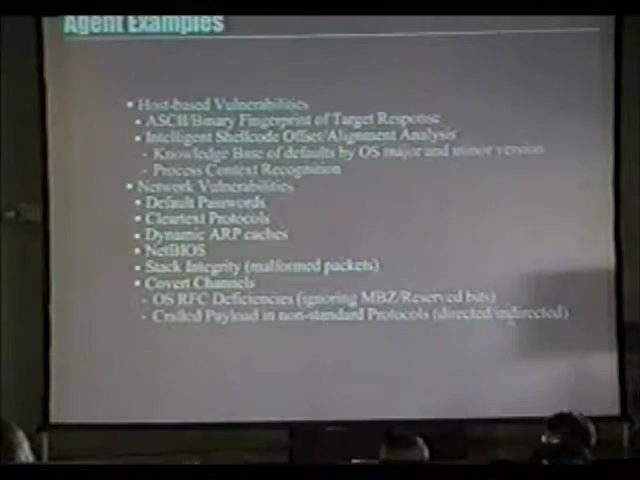 Agent Examples
▪ Host-based Vulnerabilities
▪ ASCII/Binary Fingerprint of Target Response
▪ Intelligent Shellcode Offset/Alignment Analysis
- Knowledge Base of defaults by OS major and minor version
- Process Context Recognition
▪ Network Vulnerabilities
▪ Default Passwords
▪ Cleartext Protocols
▪ Dynamic ARP caches
▪ NetBIOS
▪ Stack Integrity (malformed packets)
▪ Covert Channels
- OS RFC Deficiencies (ignoring MBZ/Reserved bits)
- Crafted Payload in non-standard Protocols (directed/indirected)